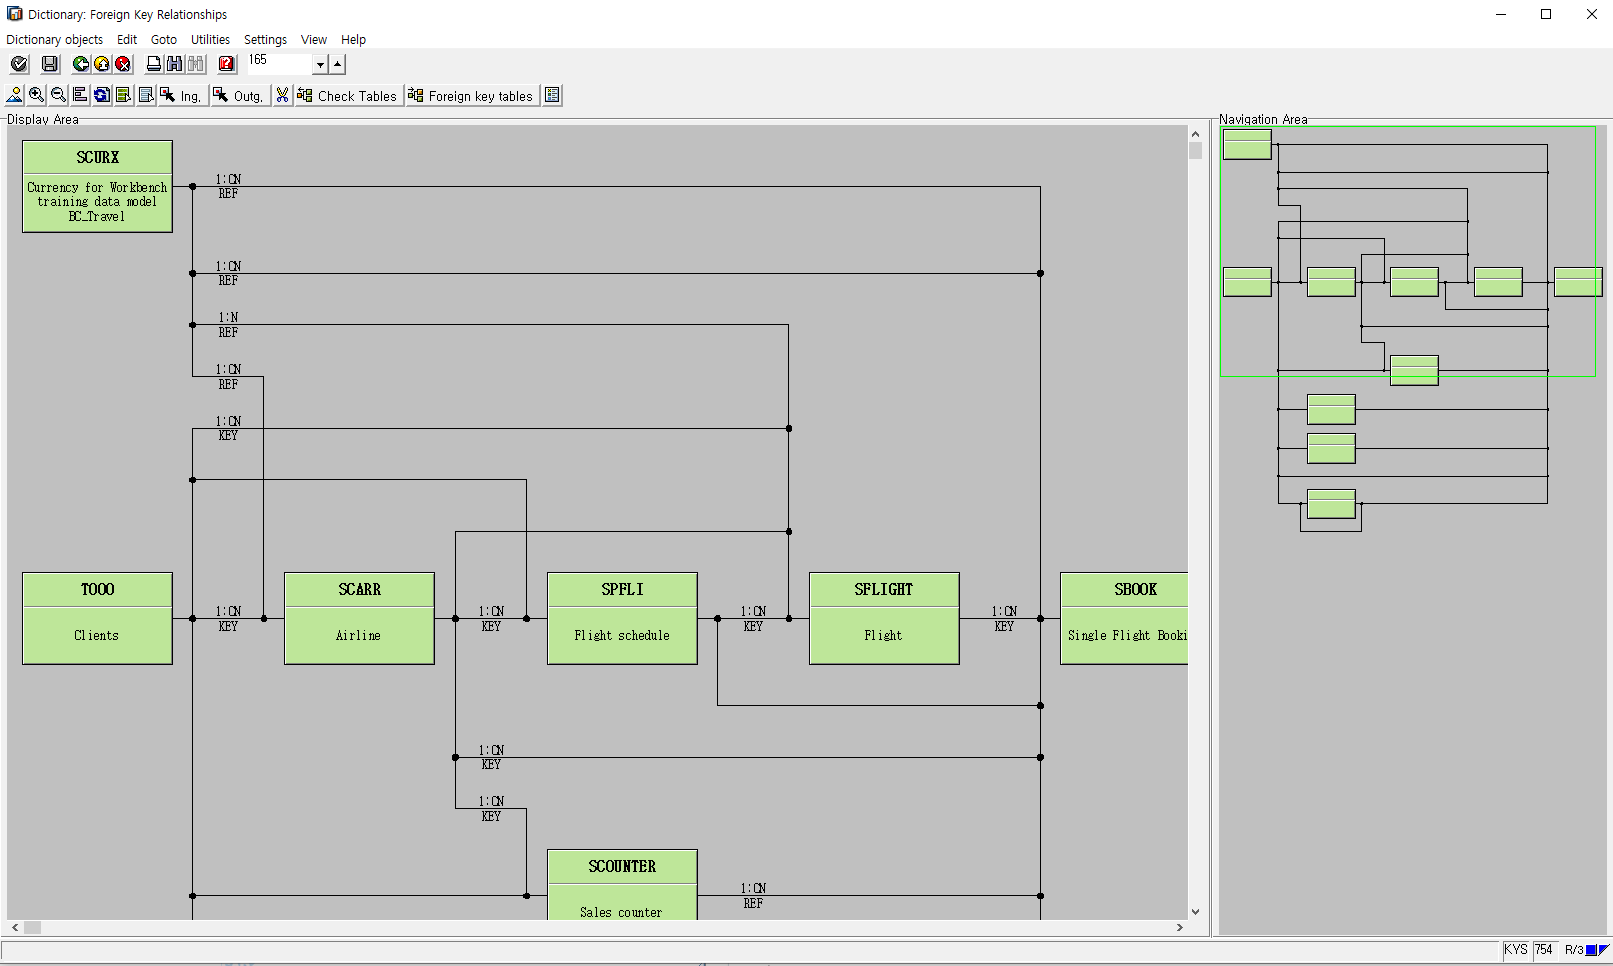 Dictionary: Foreign Key Relationships
Dictionary objects Edit Goto Utilities Settings View Help
165
Ing. Outg. Check Tables Foreign key tables
Display Area
Navigation Area
SCURX
Currency for Workbench
training data model
BC_Travel
1:CN
REF
1:CN
REF
1:N
REF
1:CN
REF
1:CN
KEY
T000
Clients
1:CN
KEY
SCARR
Airline
1:CN
KEY
SPFLI
Flight schedule
1:CN
KEY
SFLIGHT
Flight
1:CN
KEY
SBOOK
Single Flight Booki
1:CN
KEY
1:CN
KEY
SCOUNTER
Sales counter
1:CN
REF
KYS 754 R/3